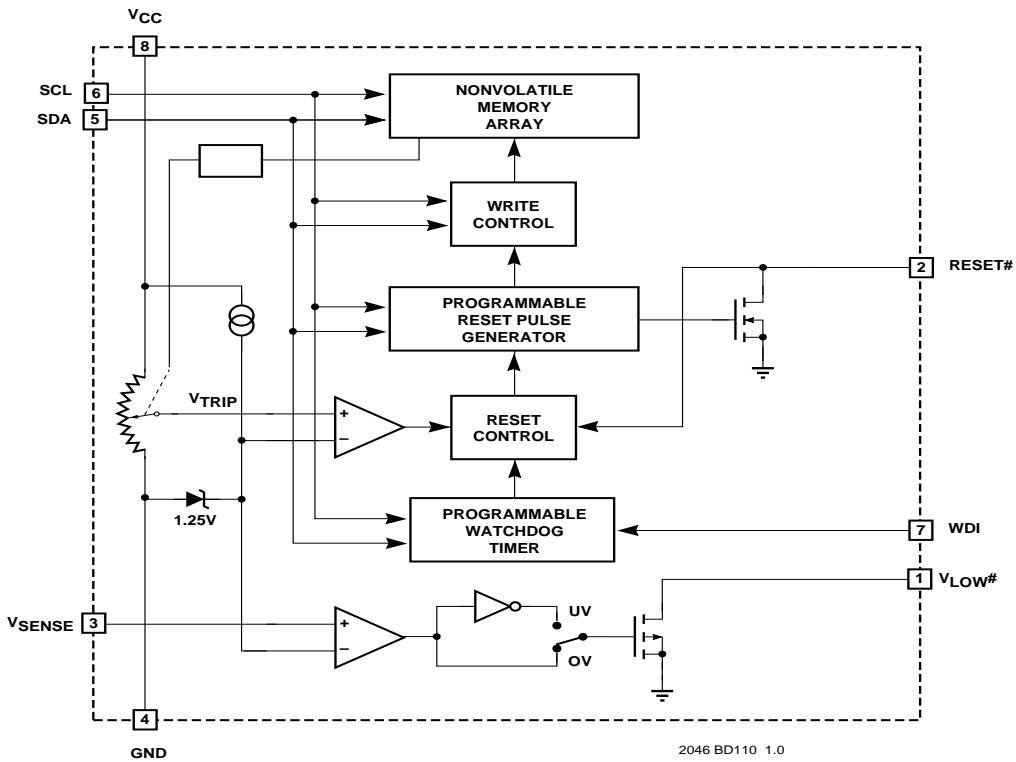 VCC
8
SCL 6
SDA 5
NONVOLATILE
MEMORY
ARRAY
WRITE
CONTROL
2 RESET#
PROGRAMMABLE
RESET PULSE
GENERATOR
VTRIP
+
−
RESET
CONTROL
1.25V
PROGRAMMABLE
WATCHDOG
TIMER
7 WDI
1 VLOW#
VSENSE 3
+
−
UV
OV
4
GND
2046 BD110 1.0